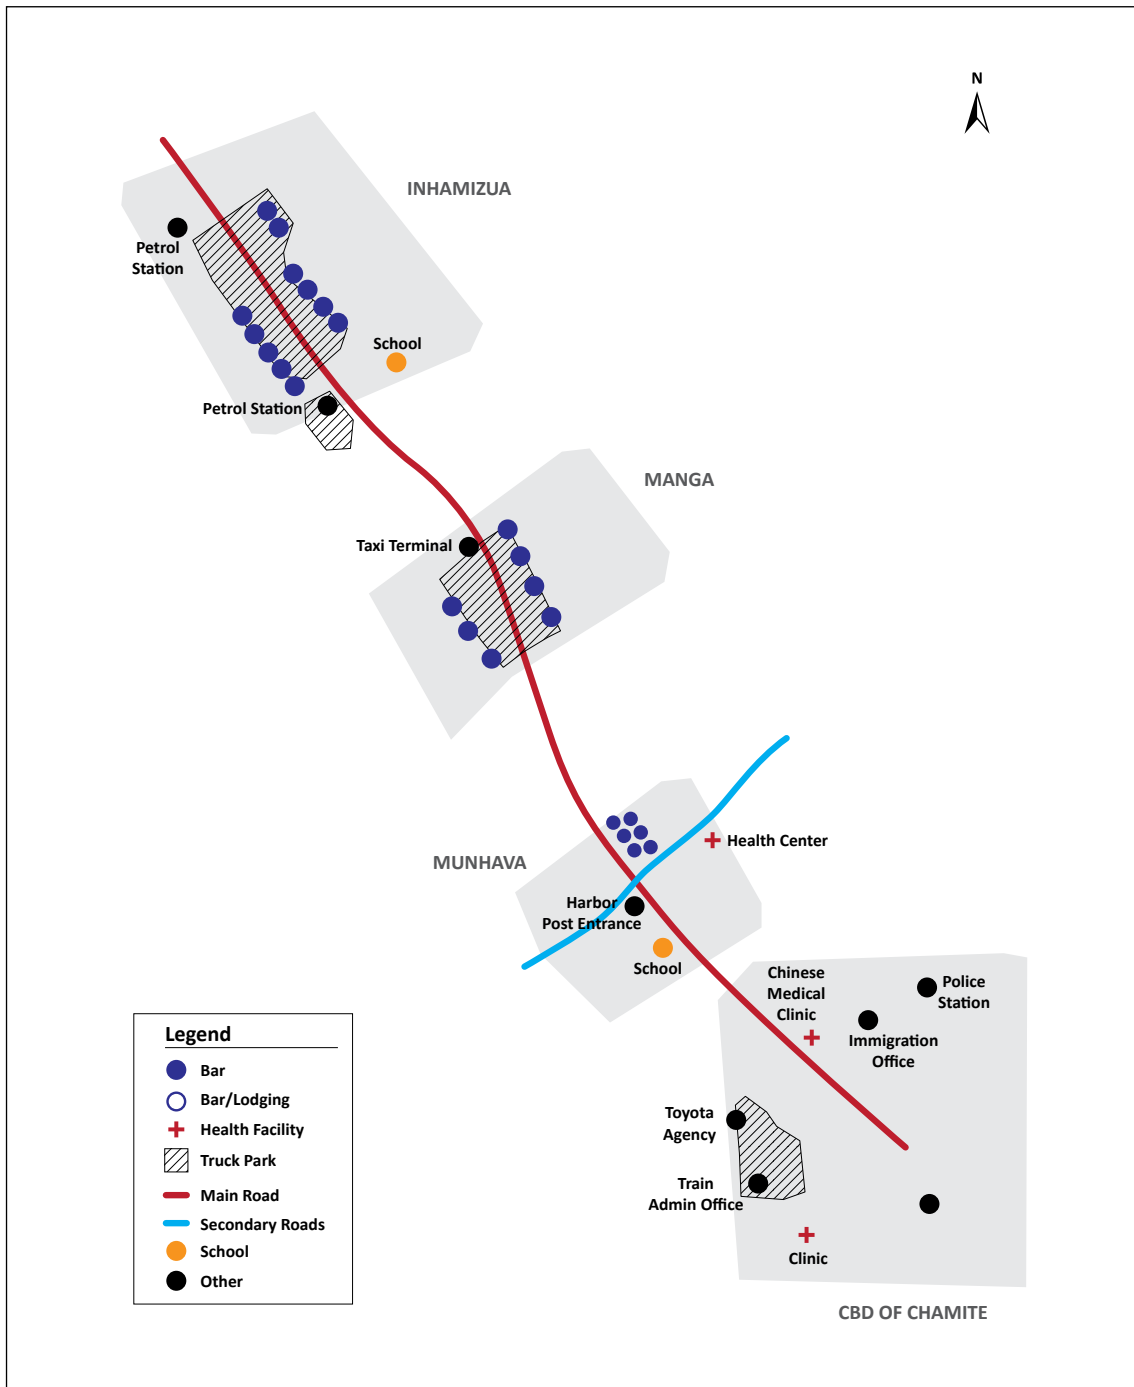 N
INHAMIZUA
Petrol
Station
School
Petrol Station
MANGA
Taxi Terminal
MUNHAVA
Health Center
Harbor
Post Entrance
School
Chinese
Medical
Clinic
Police
Station
Immigration
Office
Toyota
Agency
Train
Admin Office
Clinic
CBD OF CHAMITE
Legend
Bar
Bar/Lodging
Health Facility
Truck Park
Main Road
Secondary Roads
School
Other